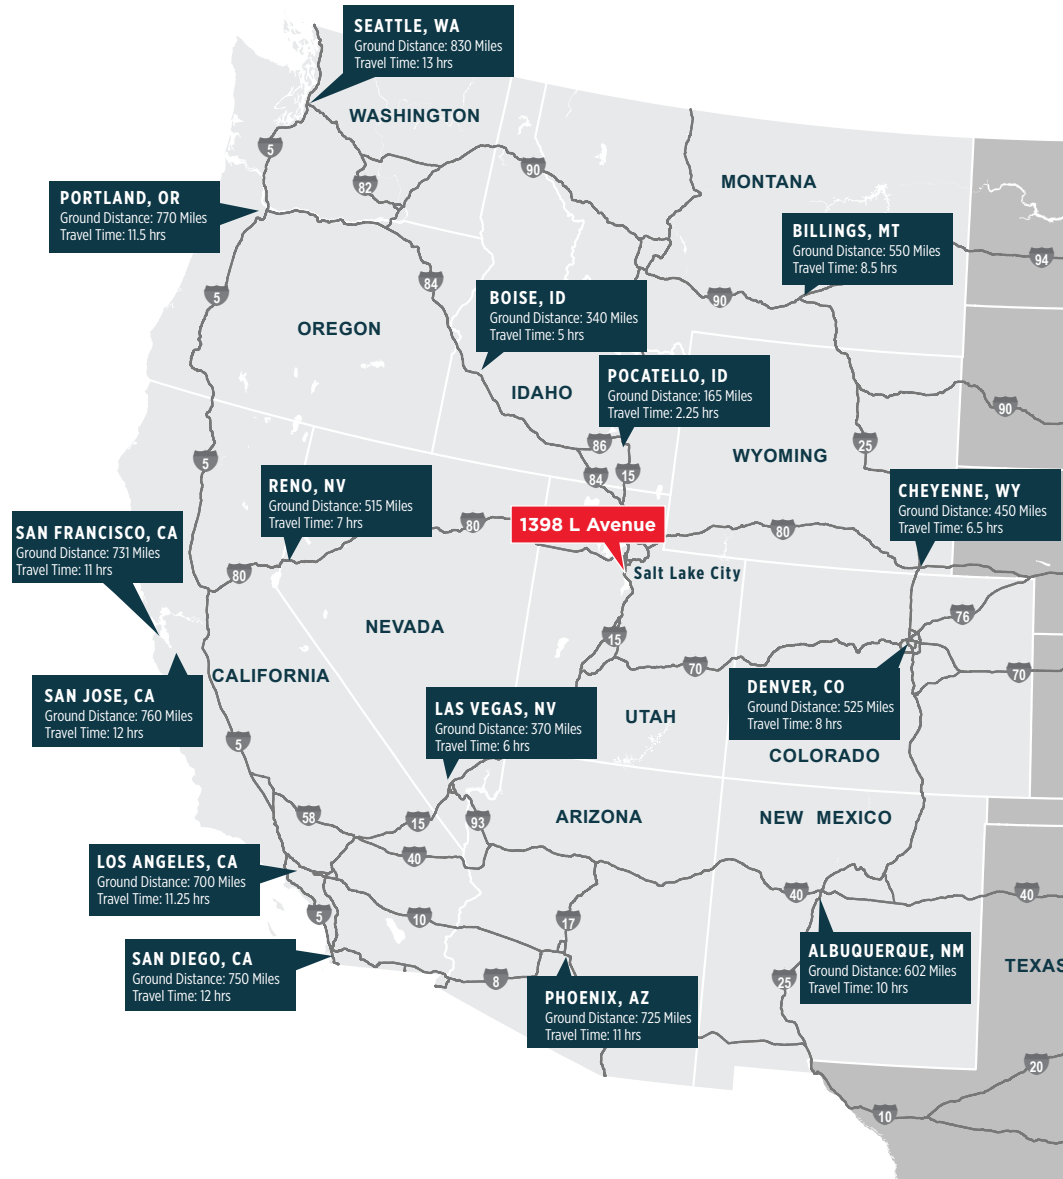 SEATTLE, WA
Ground Distance: 830 Miles
Travel Time: 13 hrs
WASHINGTON
5
82
90
MONTANA
PORTLAND, OR
Ground Distance: 770 Miles
Travel Time: 11.5 hrs
BILLINGS, MT
Ground Distance: 550 Miles
Travel Time: 8.5 hrs
94
84
5
90
BOISE, ID
Ground Distance: 340 Miles
Travel Time: 5 hrs
OREGON
IDAHO
POCATELLO, ID
Ground Distance: 165 Miles
Travel Time: 2.25 hrs
90
86
25
WYOMING
5
84
15
RENO, NV
Ground Distance: 515 Miles
Travel Time: 7 hrs
CHEYENNE, WY
Ground Distance: 450 Miles
Travel Time: 6.5 hrs
80
1398 L Avenue
80
SAN FRANCISCO, CA
Ground Distance: 731 Miles
Travel Time: 11 hrs
80
Salt Lake City
76
NEVADA
15
70
70
CALIFORNIA
SAN JOSE, CA
Ground Distance: 760 Miles
Travel Time: 12 hrs
DENVER, CO
Ground Distance: 525 Miles
Travel Time: 8 hrs
LAS VEGAS, NV
Ground Distance: 370 Miles
Travel Time: 6 hrs
UTAH
5
COLORADO
58
15
93
ARIZONA
NEW MEXICO
40
LOS ANGELES, CA
Ground Distance: 700 Miles
Travel Time: 11.25 hrs
40
40
5
10
17
SAN DIEGO, CA
Ground Distance: 750 Miles
Travel Time: 12 hrs
ALBUQUERQUE, NM
Ground Distance: 602 Miles
Travel Time: 10 hrs
TEXAS
8
25
PHOENIX, AZ
Ground Distance: 725 Miles
Travel Time: 11 hrs
20
10